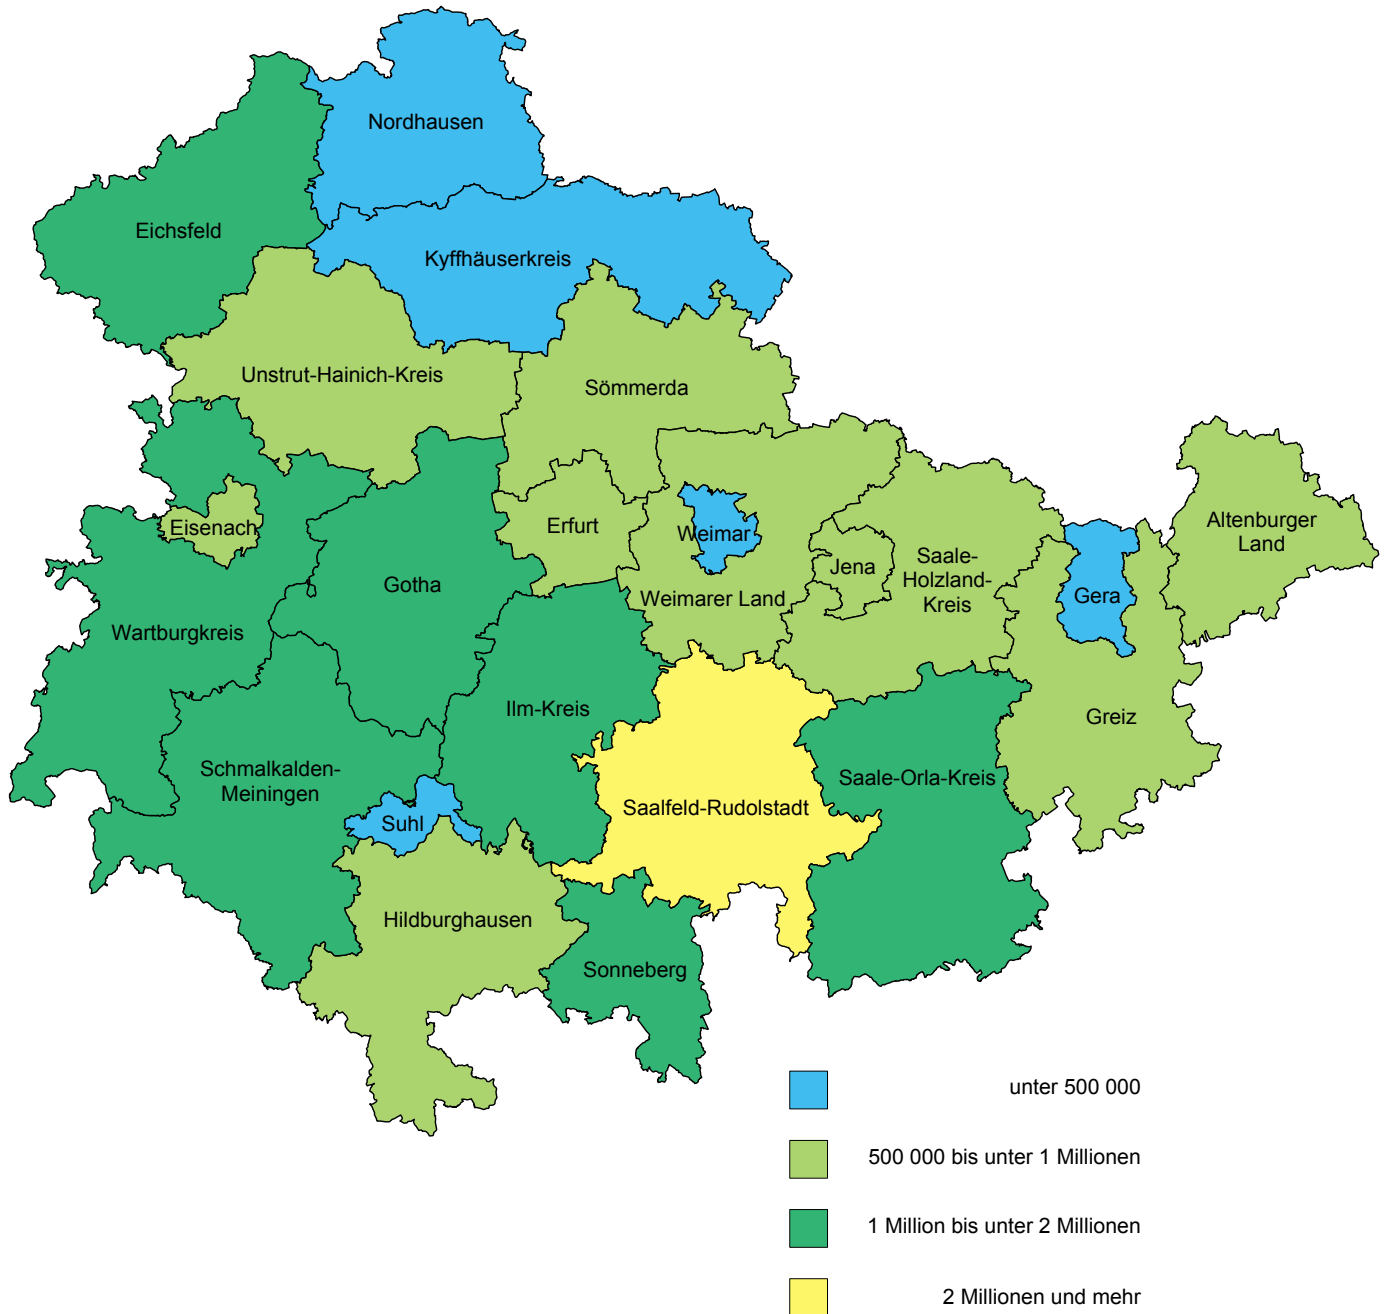 Nordhausen
Eichsfeld
Kyffhäuserkreis
Unstrut-Hainich-Kreis
Sömmerda
Eisenach
Erfurt
Weimar
Altenburger
Land
Gotha
Jena
Saale-
Holzland-
Kreis
Weimarer Land
Gera
Wartburgkreis
Ilm-Kreis
Greiz
Schmalkalden-
Meiningen
Saale-Orla-Kreis
Saalfeld-Rudolstadt
Suhl
Hildburghausen
Sonneberg
unter 500 000
500 000 bis unter 1 Millionen
1 Million bis unter 2 Millionen
2 Millionen und mehr